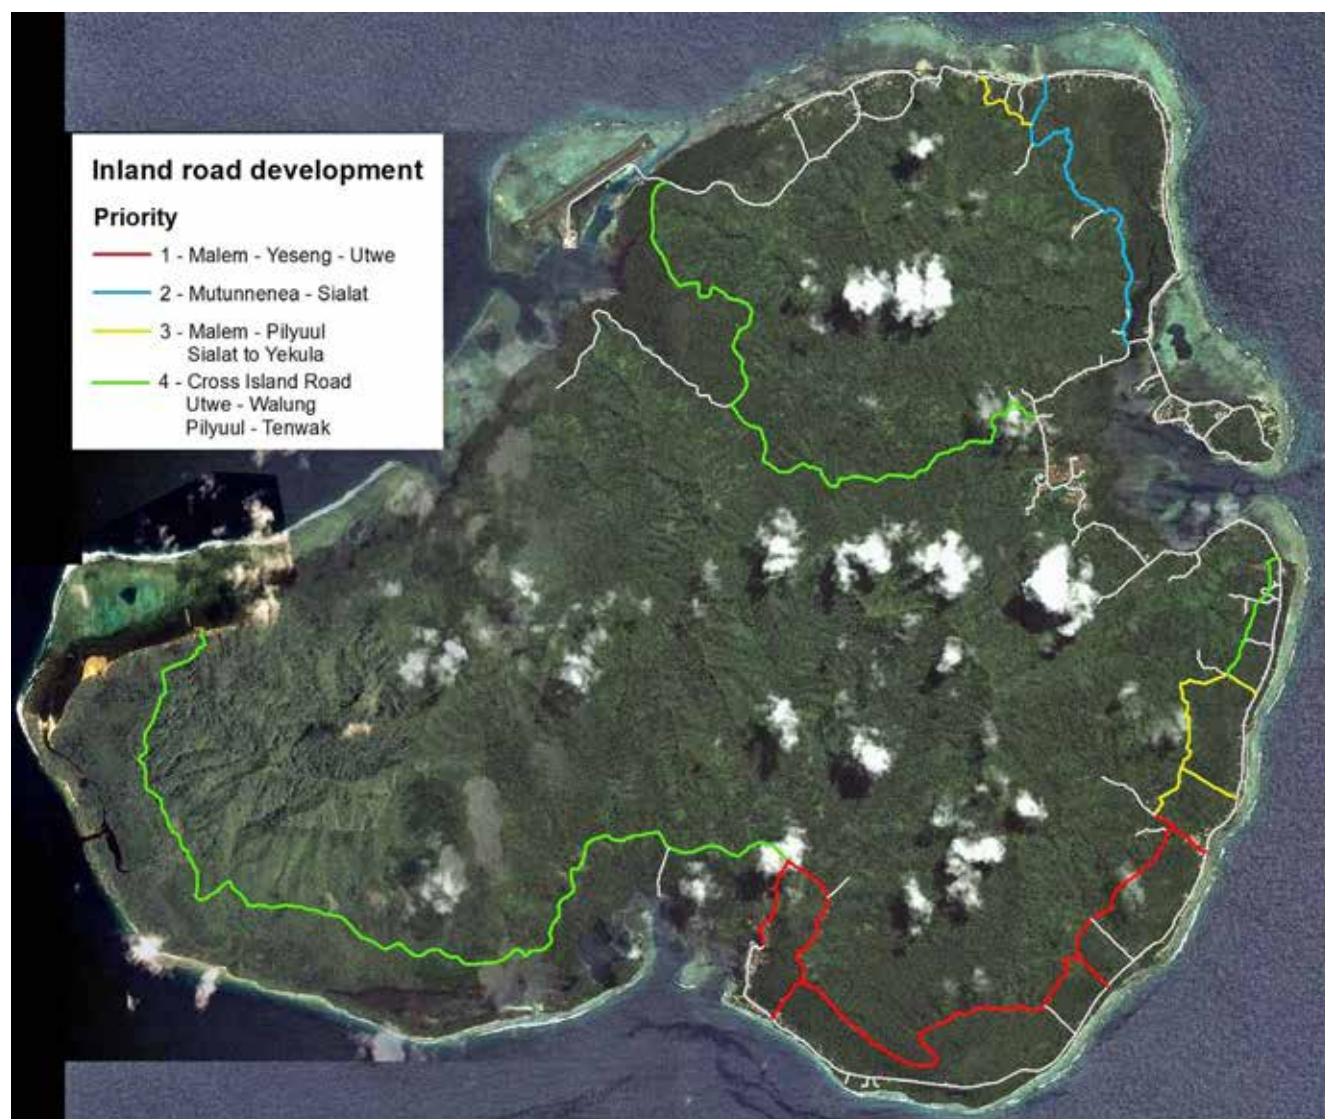 Inland road development
Priority
1 - Malem - Yeseng - Utwe
2 - Mutunnenea - Sialat
3 - Malem - Pilyuul
Sialat to Yekula
4 - Cross Island Road
Utwe - Walung
Pilyuul - Tenwak